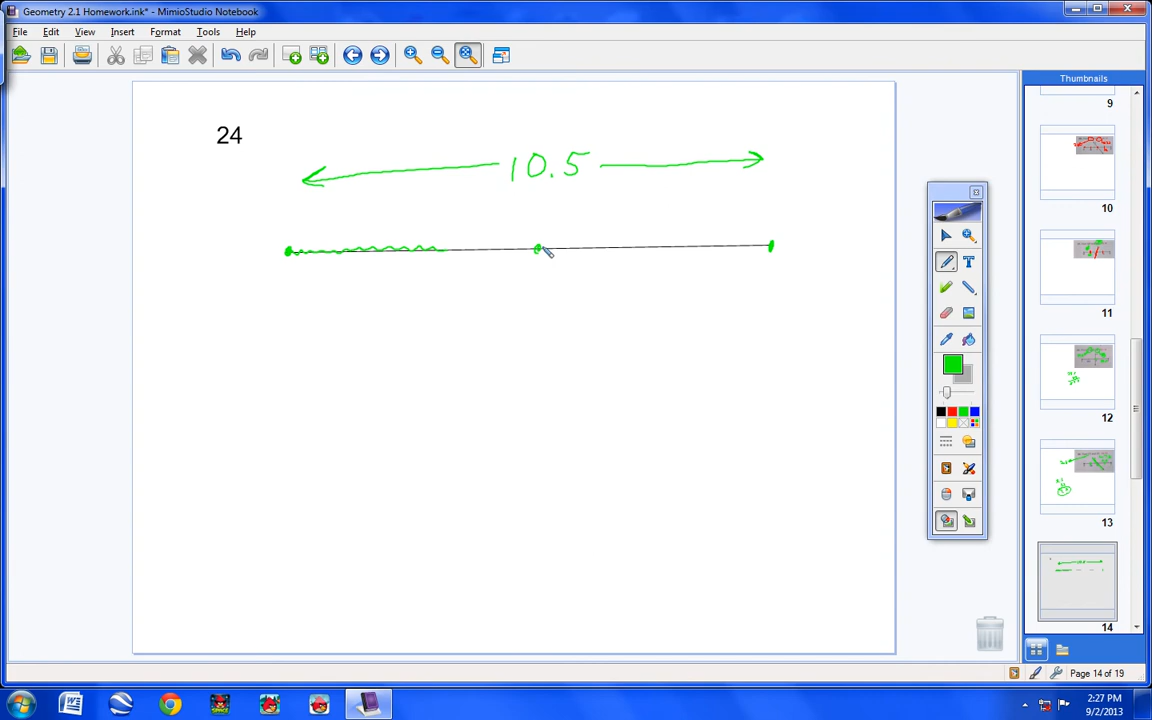 Geometry 2.1 Homework.ink* - MimioStudio Notebook
File Edit View Insert Format Tools Help
Thumbnails
9
24
10.5
10
11
12
13
14
Page 14 of 19
2:27 PM
9/2/2013